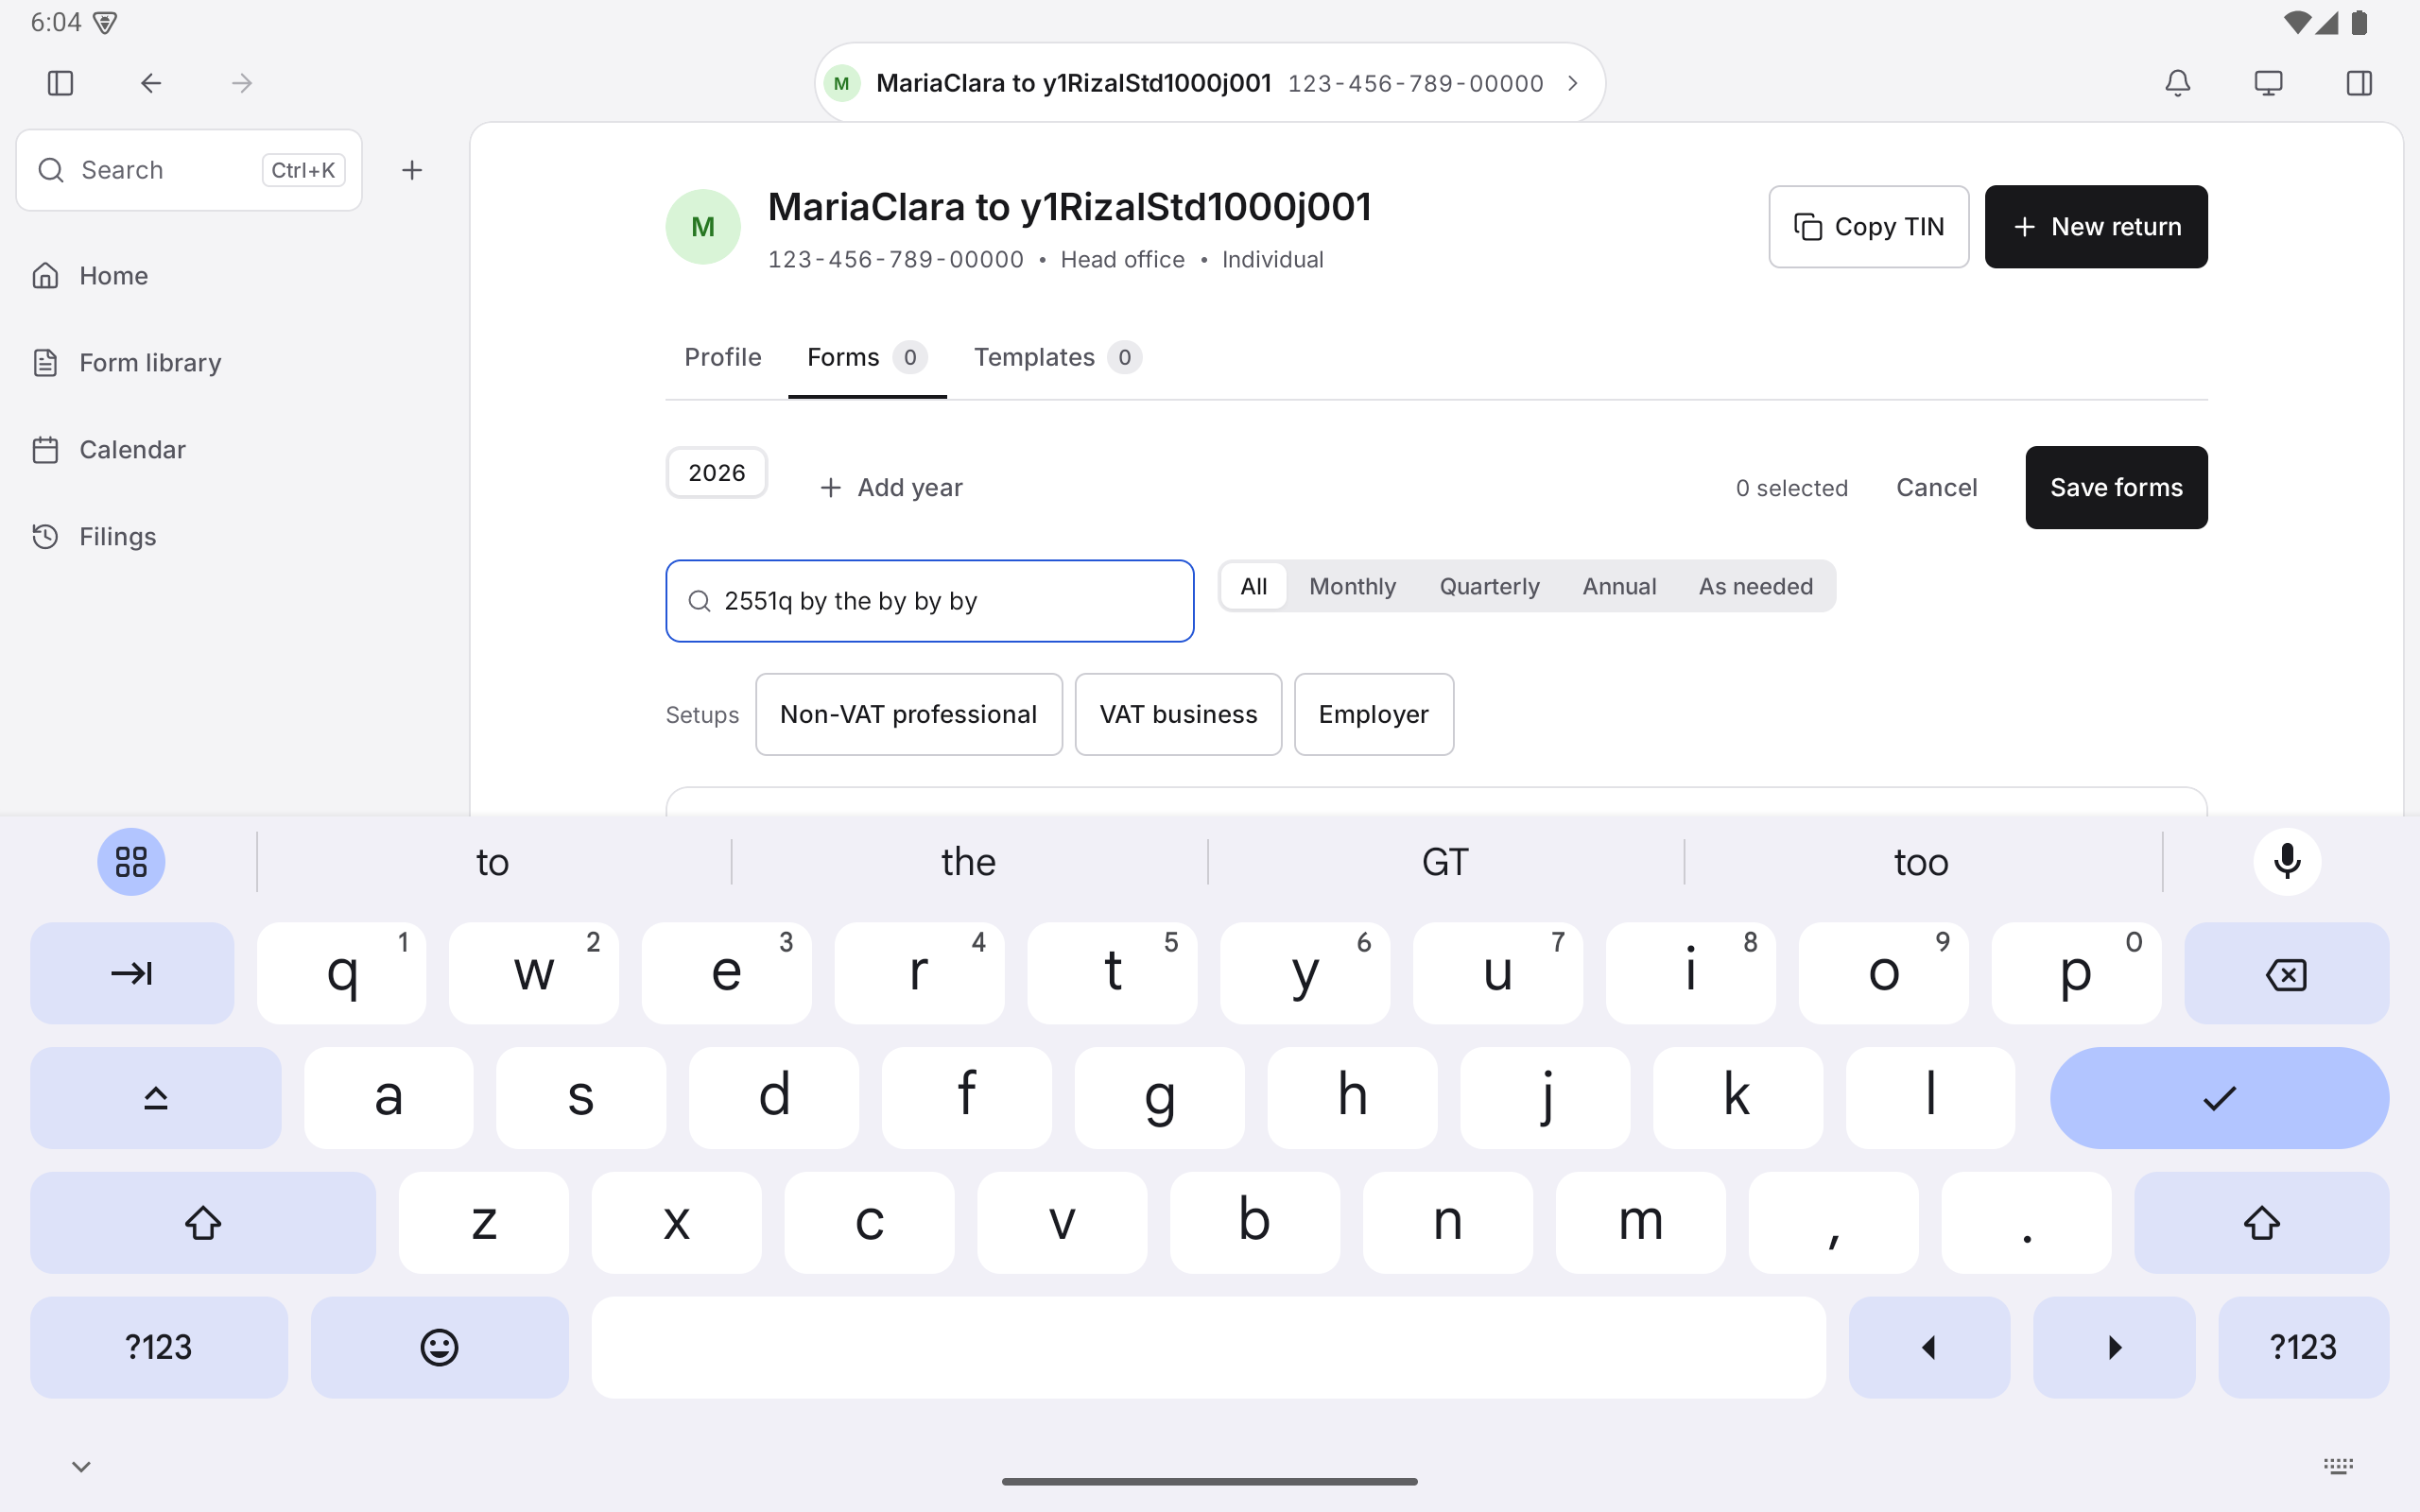 6:04
MariaClara to y1RizalStd1000j001 123-456-789-00000
Search Ctrl+K
Home
Form library
Calendar
Filings
M
MariaClara to y1RizalStd1000j001
123-456-789-00000 • Head office • Individual
Copy TIN
New return
Profile Forms 0 Templates 0
2026 Add year 0 selected Cancel Save forms
2551q by the by by by
All Monthly Quarterly Annual As needed
Setups Non-VAT professional VAT business Employer
to the GT too
q 1 w 2 e 3 r 4 t 5 y 6 u 7 i 8 o 9 p 0
a s d f g h j k l
z x c v b n m , .
?123 ?123